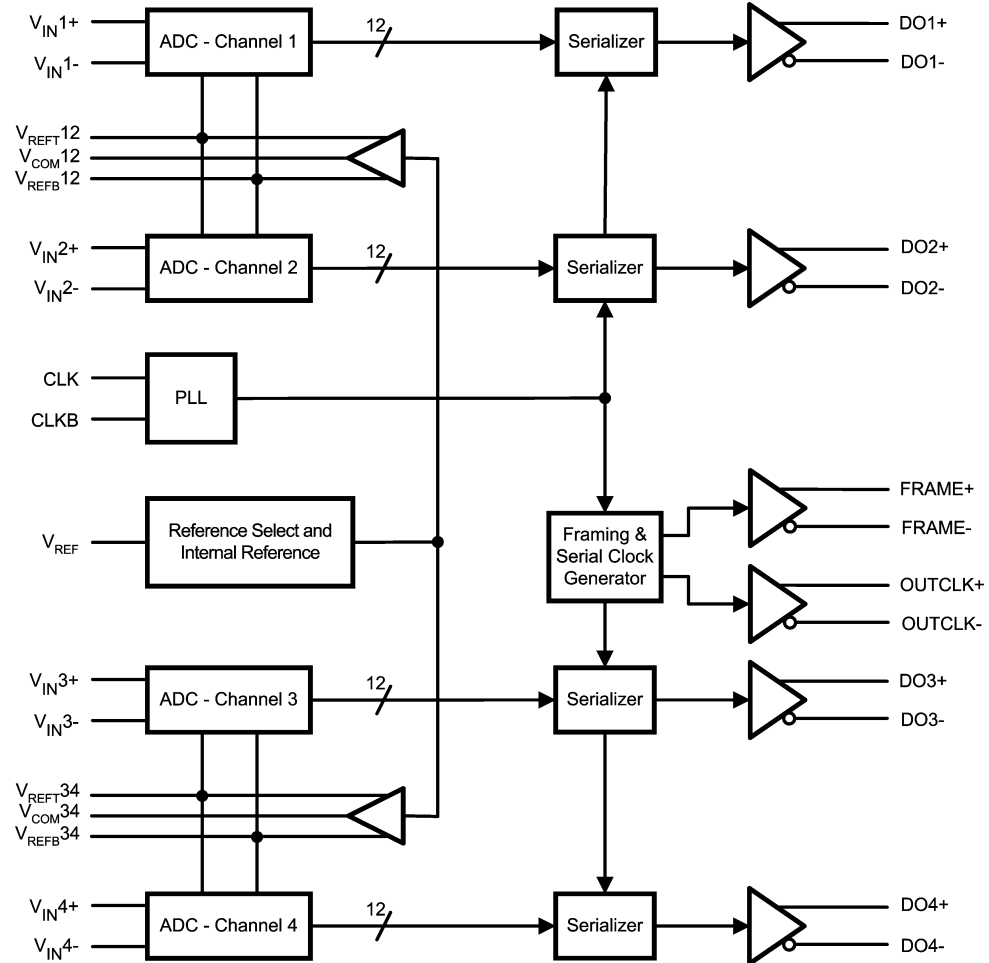 VIN1+
ADC - Channel 1
12
Serializer
DO1+
VIN1-
DO1-
VREFT12
VCOM12
VREFB12
VIN2+
ADC - Channel 2
12
Serializer
DO2+
VIN2-
DO2-
CLK
PLL
CLKB
FRAME+
FRAME-
VREF
Reference Select and
Internal Reference
Framing &
Serial Clock
Generator
OUTCLK+
OUTCLK-
VIN3+
ADC - Channel 3
12
Serializer
DO3+
VIN3-
DO3-
VREFT34
VCOM34
VREFB34
VIN4+
ADC - Channel 4
12
Serializer
DO4+
VIN4-
DO4-